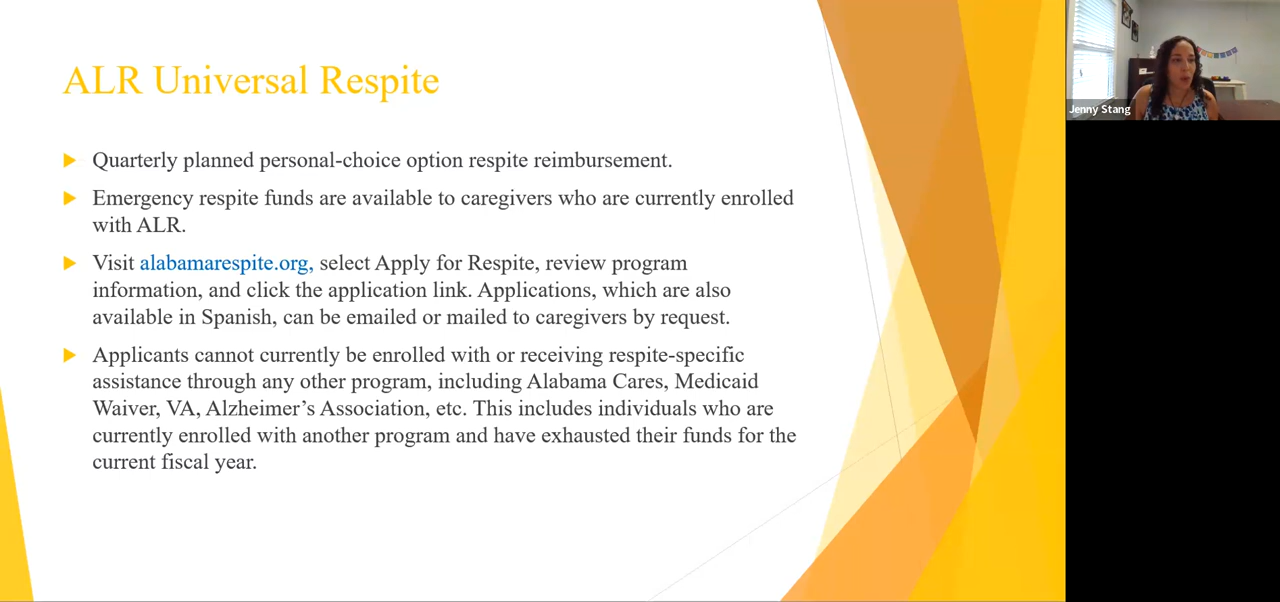 ALR Universal Respite
Quarterly planned personal-choice option respite reimbursement.
Emergency respite funds are available to caregivers who are currently enrolled
with ALR.
Visit alabamarespite.org, select Apply for Respite, review program
information, and click the application link. Applications, which are also
available in Spanish, can be emailed or mailed to caregivers by request.
Applicants cannot currently be enrolled with or receiving respite-specific
assistance through any other program, including Alabama Cares, Medicaid
Waiver, VA, Alzheimer’s Association, etc. This includes individuals who are
currently enrolled with another program and have exhausted their funds for the
current fiscal year.
Jenny Stang